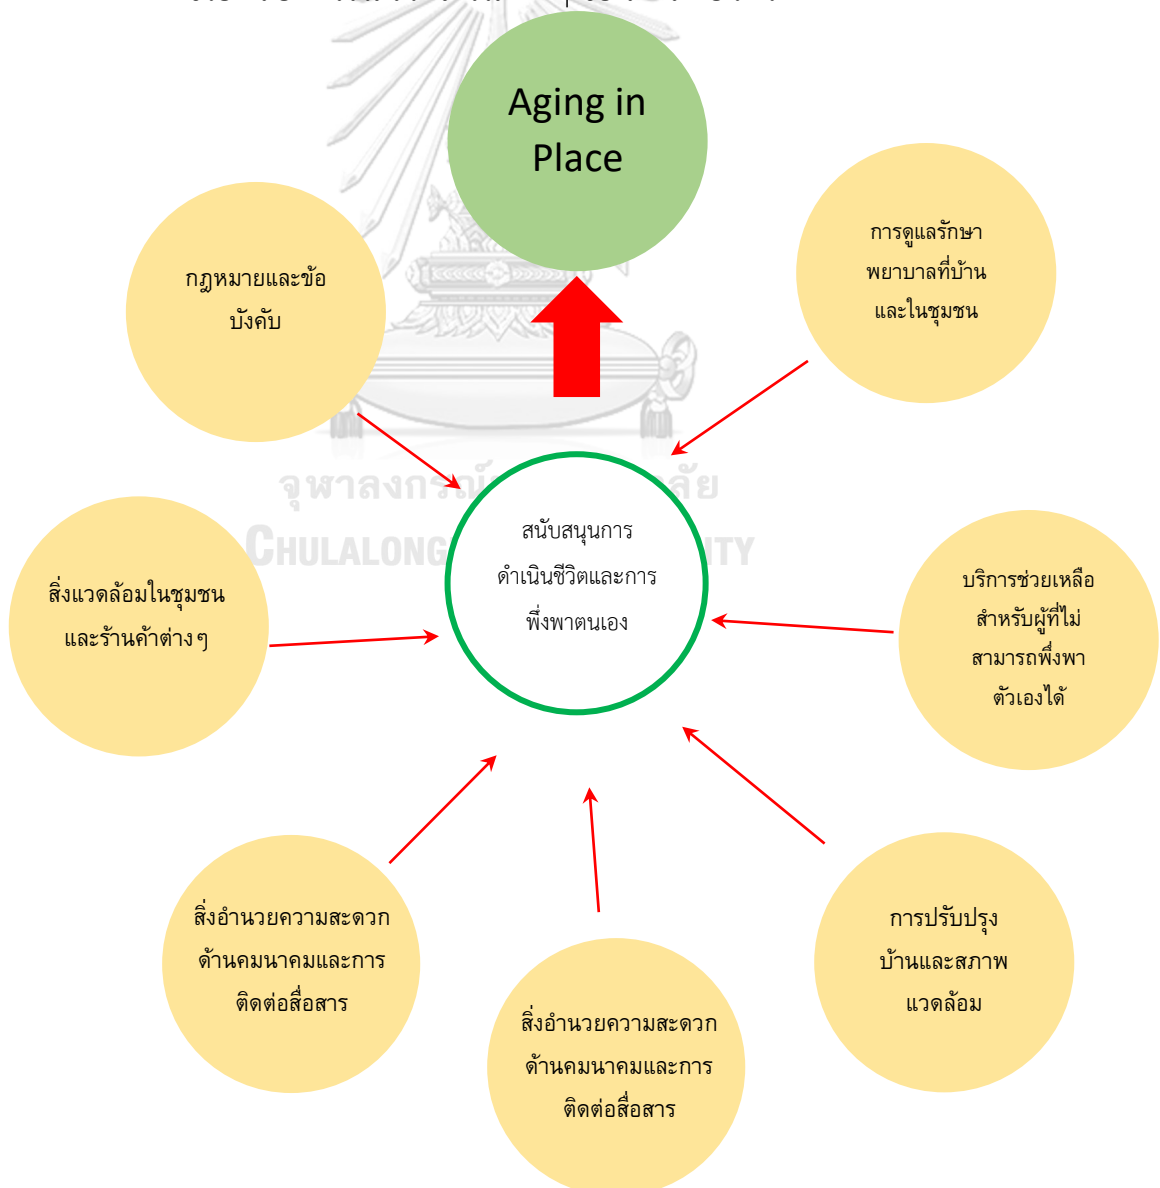 Aging in
Place
การดูแลรักษา
พยาบาลที่บ้าน
และในชุมชน
กฎหมายและข้อ
บังคับ
สนับสนุนการ
ดำเนินชีวิตและการ
พึ่งพาตนเอง
สิ่งแวดล้อมในชุมชน
และร้านค้าต่างๆ
บริการช่วยเหลือ
สำหรับผู้ที่ไม่
สามารถพึ่งพา
ตัวเองได้
สิ่งอำนวยความสะดวก
ด้านคมนาคมและการ
ติดต่อสื่อสาร
สิ่งอำนวยความสะดวก
ด้านคมนาคมและการ
ติดต่อสื่อสาร
การปรับปรุง
บ้านและสภาพ
แวดล้อม